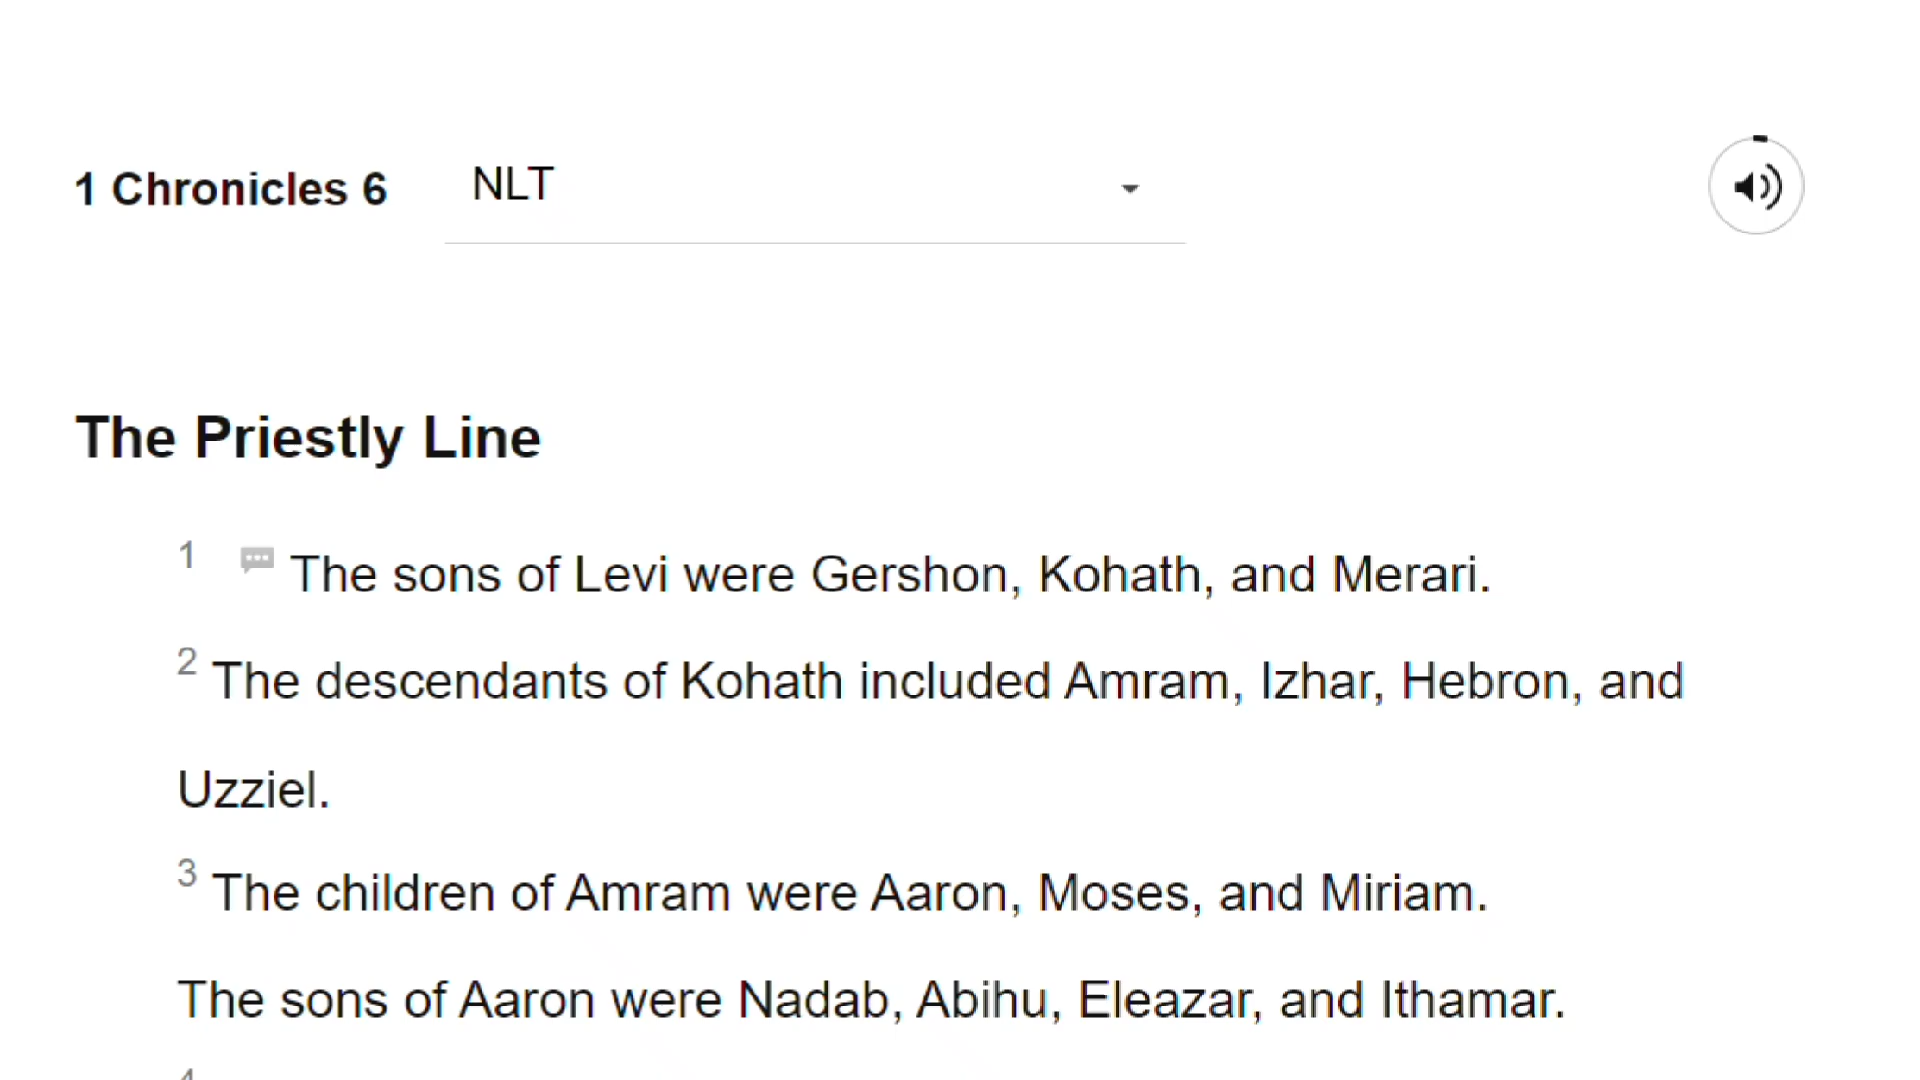 1 Chronicles 6 NLT
The Priestly Line
1 The sons of Levi were Gershon, Kohath, and Merari.
2 The descendants of Kohath included Amram, Izhar, Hebron, and
Uzziel.
3 The children of Amram were Aaron, Moses, and Miriam.
The sons of Aaron were Nadab, Abihu, Eleazar, and Ithamar.
4